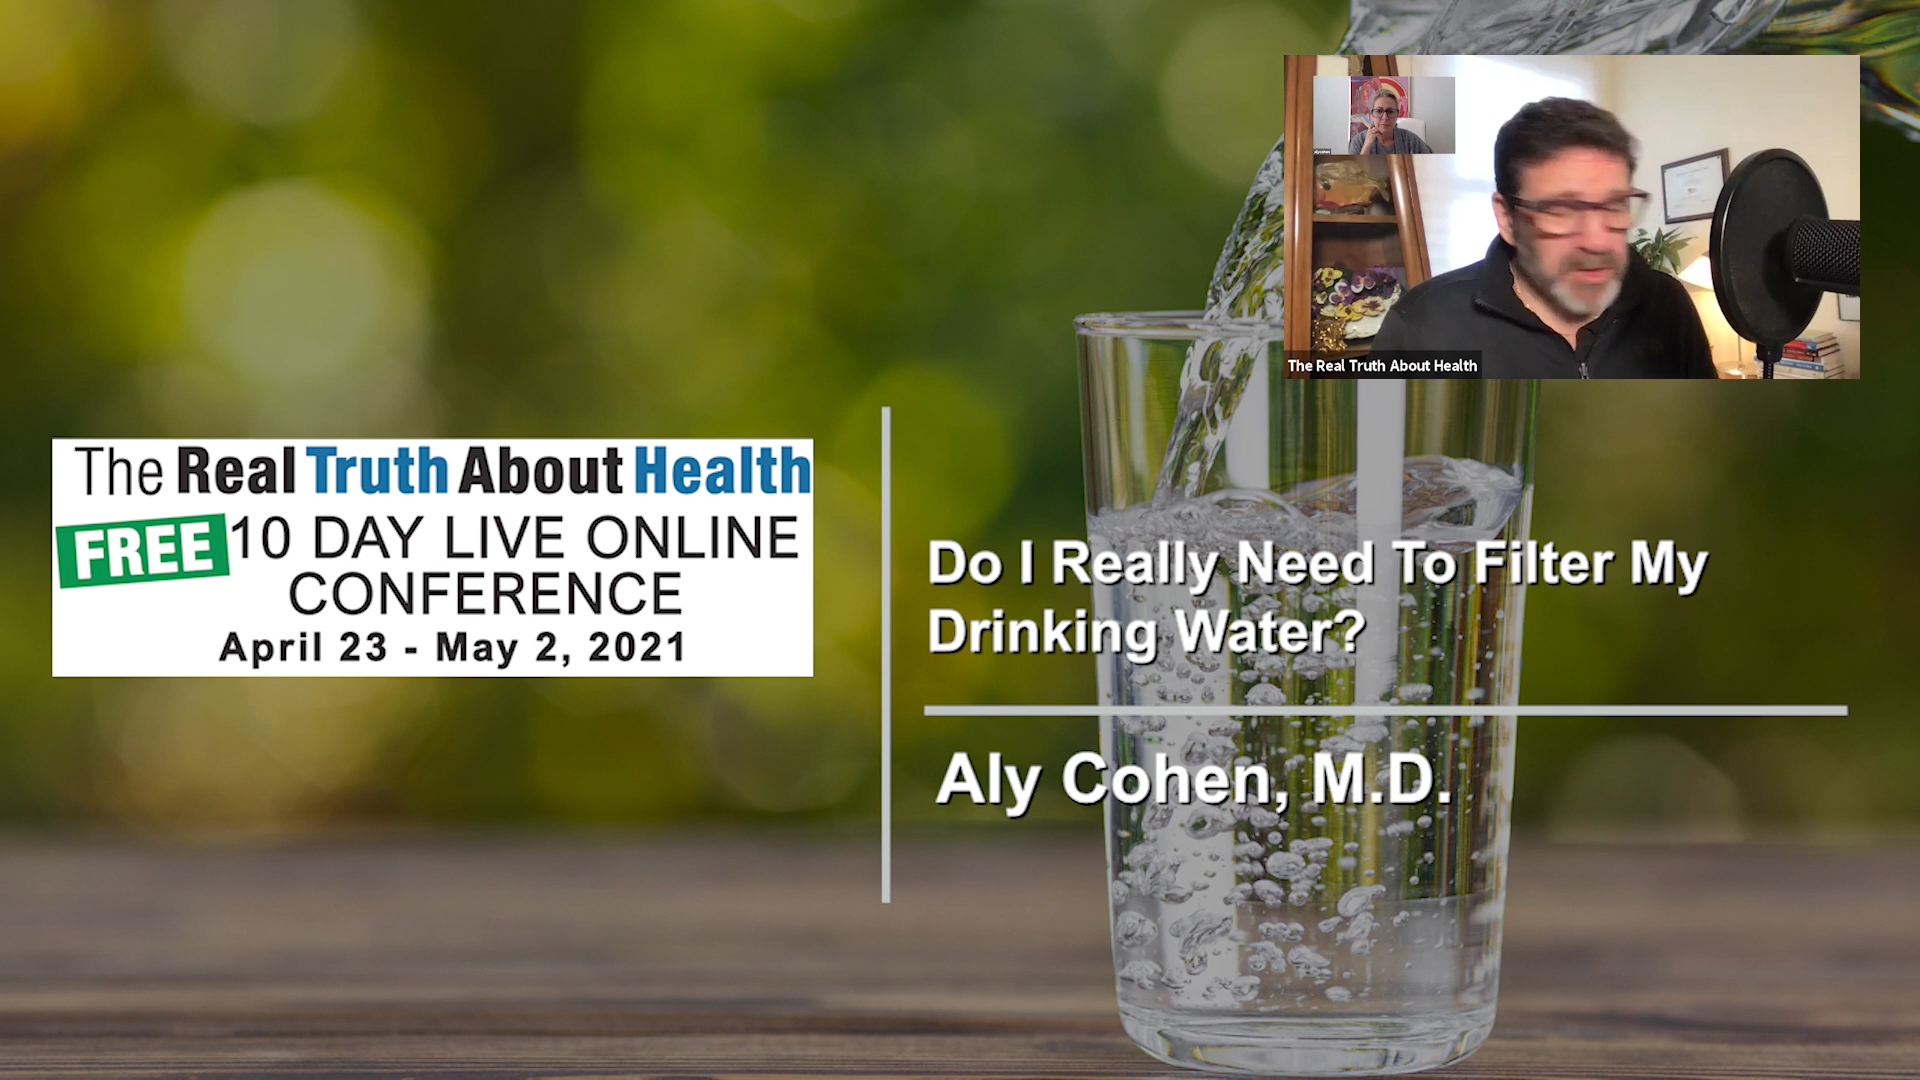 The Real Truth About Health
The Real Truth About Health
FREE 10 DAY LIVE ONLINE
CONFERENCE
April 23 - May 2, 2021
Do I Really Need To Filter My
Drinking Water?
Aly Cohen, M.D.